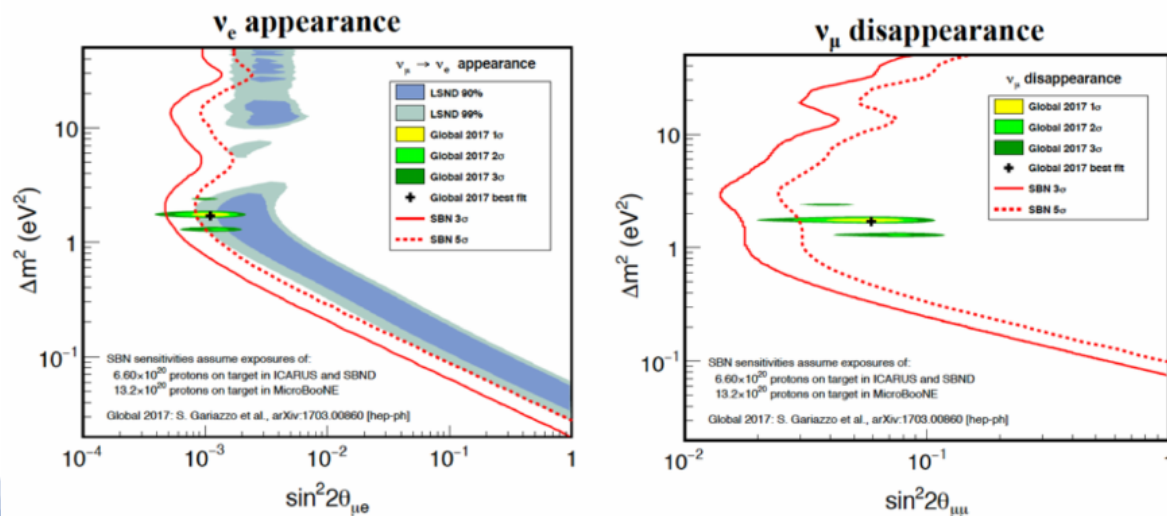 νe appearance
νμ → νe appearance
LSND 90%
LSND 99%
Global 2017 1σ
Global 2017 2σ
Global 2017 3σ
Global 2017 best fit
SBN 3σ
SBN 5σ
10
1
10⁻¹
Δm² (eV²)
SBN sensitivities assume exposures of:
6.60×10²⁰ protons on target in ICARUS and SBND
13.2×10²⁰ protons on target in MicroBooNE
Global 2017: S. Gariazzo et al., arXiv:1703.00860 [hep-ph]
10⁻⁴ 10⁻³ 10⁻² 10⁻¹ 1
sin²2θμe
νμ disappearance
νμ disappearance
Global 2017 1σ
Global 2017 2σ
Global 2017 3σ
Global 2017 best fit
SBN 3σ
SBN 5σ
10
1
10⁻¹
Δm² (eV²)
SBN sensitivities assume exposures of:
6.60×10²⁰ protons on target in ICARUS and SBND
13.2×10²⁰ protons on target in MicroBooNE
Global 2017: S. Gariazzo et al., arXiv:1703.00860 [hep-ph]
10⁻² 10⁻¹ 1
sin²2θμμ